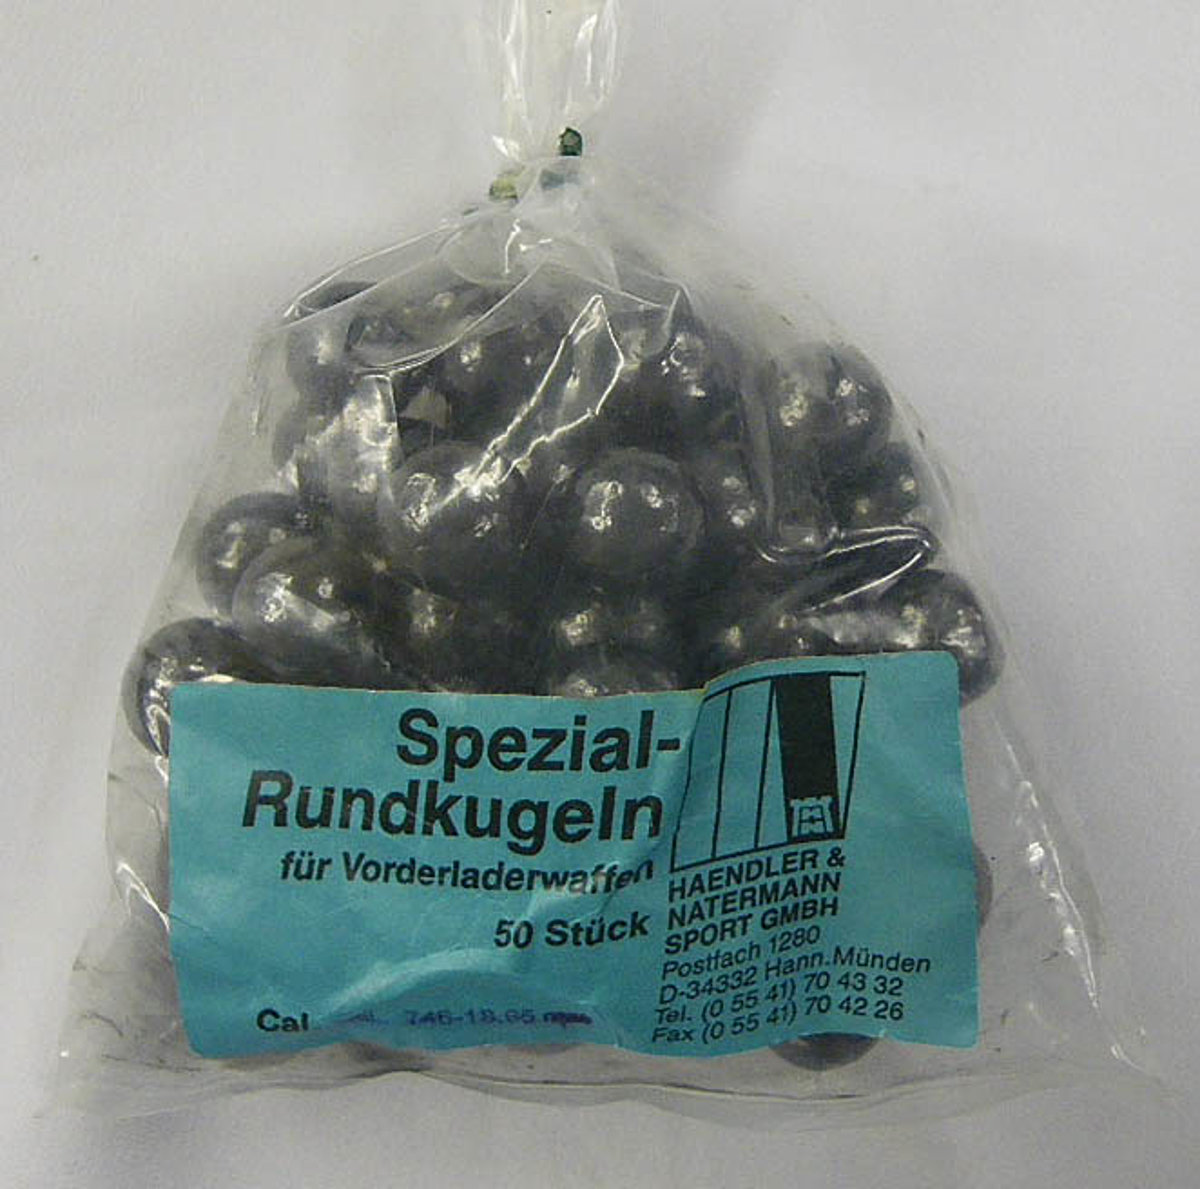 Spezial-
Rundkugeln
für Vorderladerwaffen
50 Stück
Cal
HAENDLER &
NATERMANN
SPORT GMBH
Postfach 1280
D-34332 Hann.Münden
Tel. (0 55 41) 70 43 32
Fax (0 55 41) 70 42 26